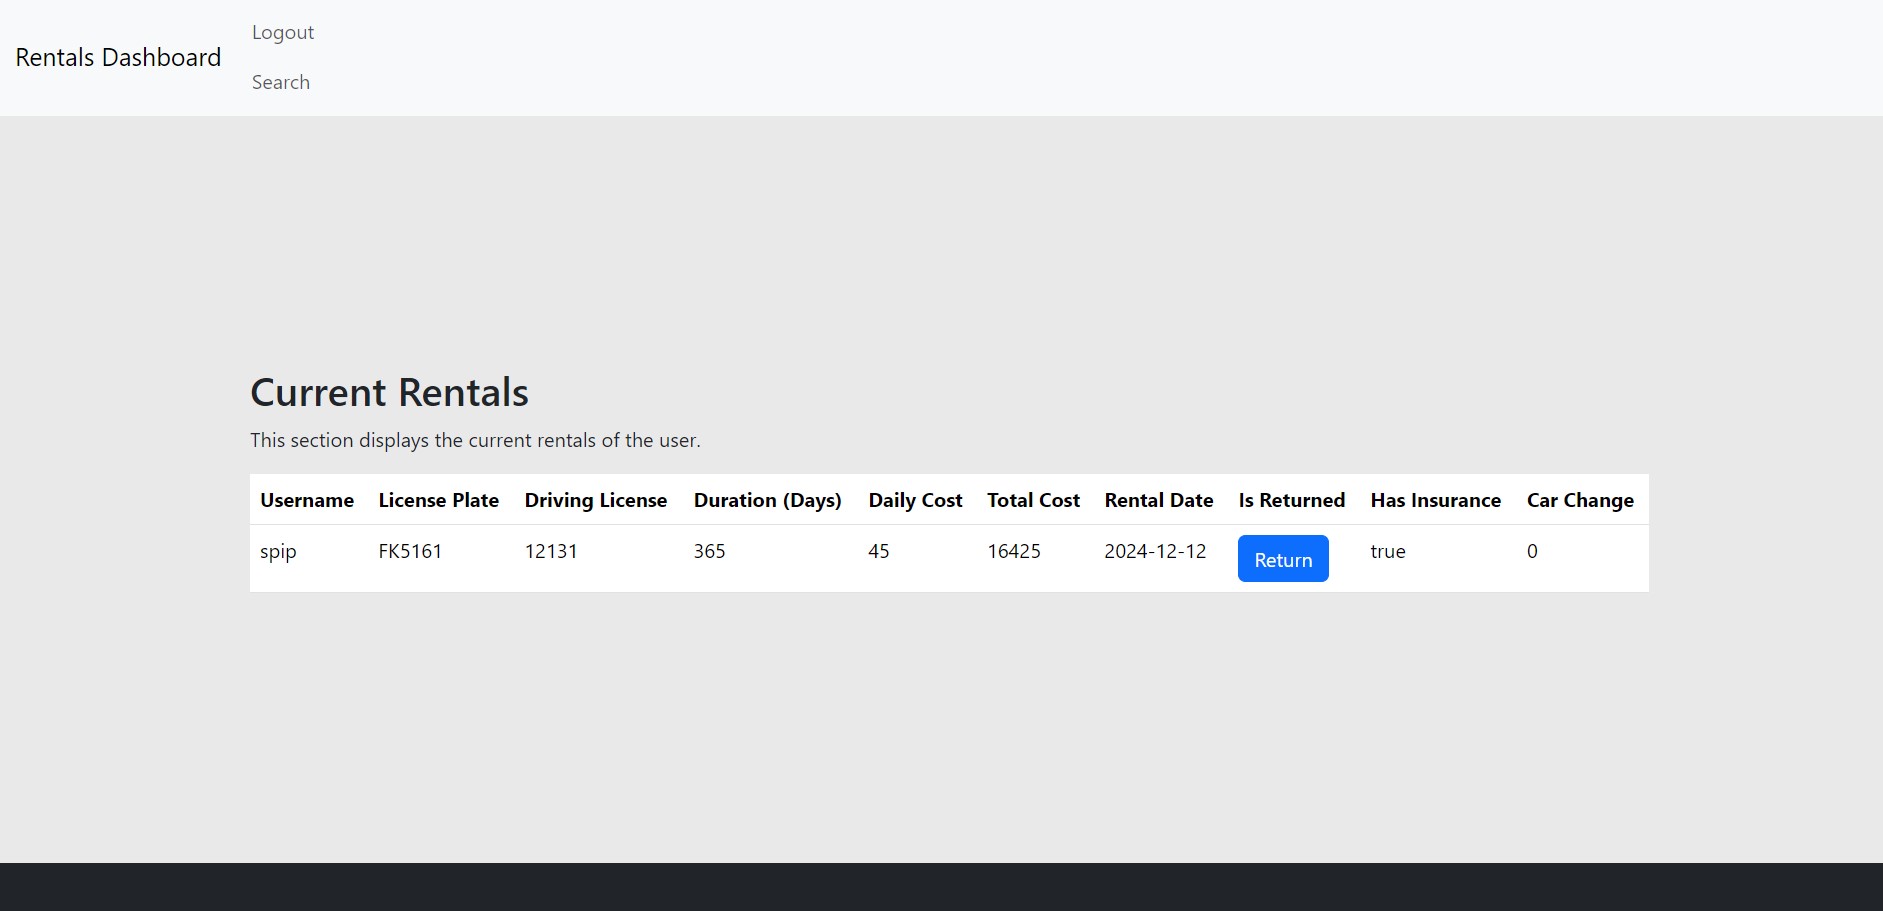 Rentals Dashboard
Logout
Search
Current Rentals
This section displays the current rentals of the user.
Username License Plate Driving License Duration (Days) Daily Cost Total Cost Rental Date Is Returned Has Insurance Car Change
spip FK5161 12131 365 45 16425 2024-12-12 Return true 0